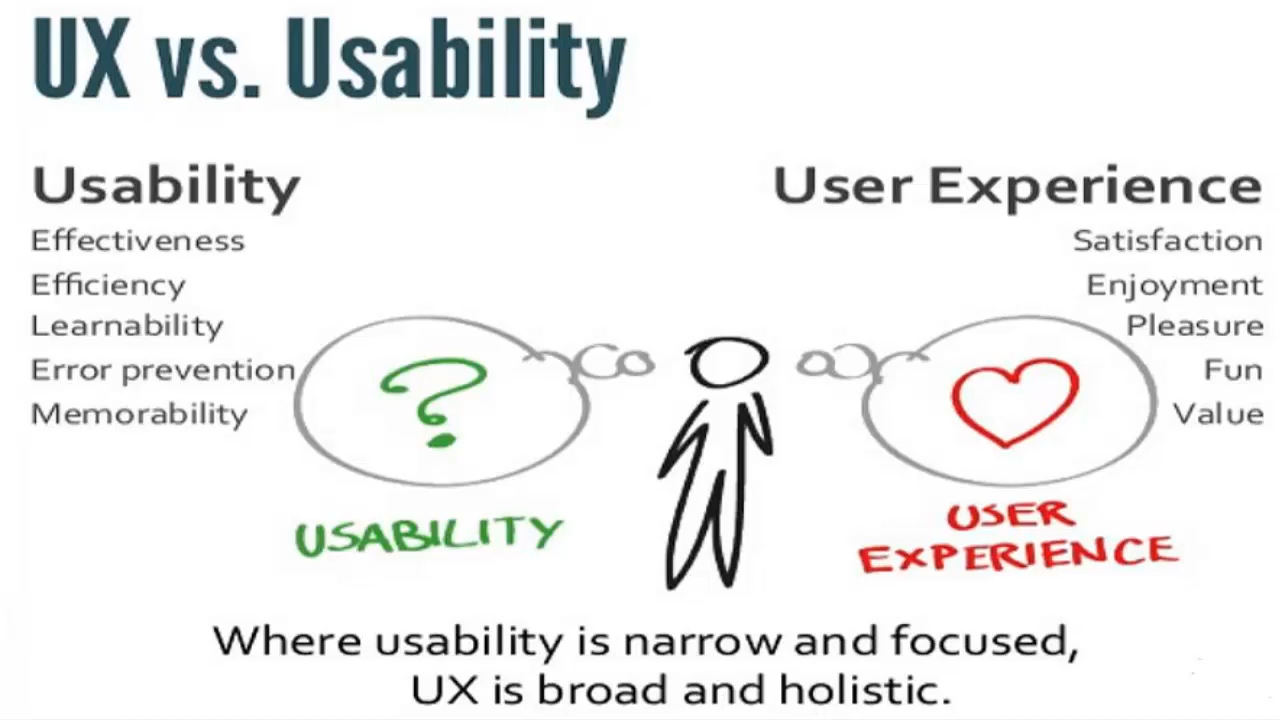 UX vs. Usability
Usability
Effectiveness
Efficiency
Learnability
Error prevention
Memorability
USABILITY
User Experience
Satisfaction
Enjoyment
Pleasure
Fun
Value
USER
EXPERIENCE
Where usability is narrow and focused,
UX is broad and holistic.